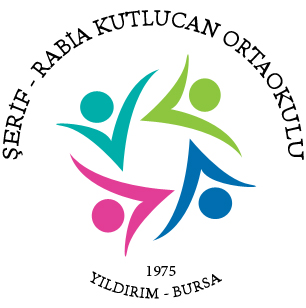 ŞERİF - RABİA KUTLUCAN ORTAOKULU
1975
YILDIRIM - BURSA